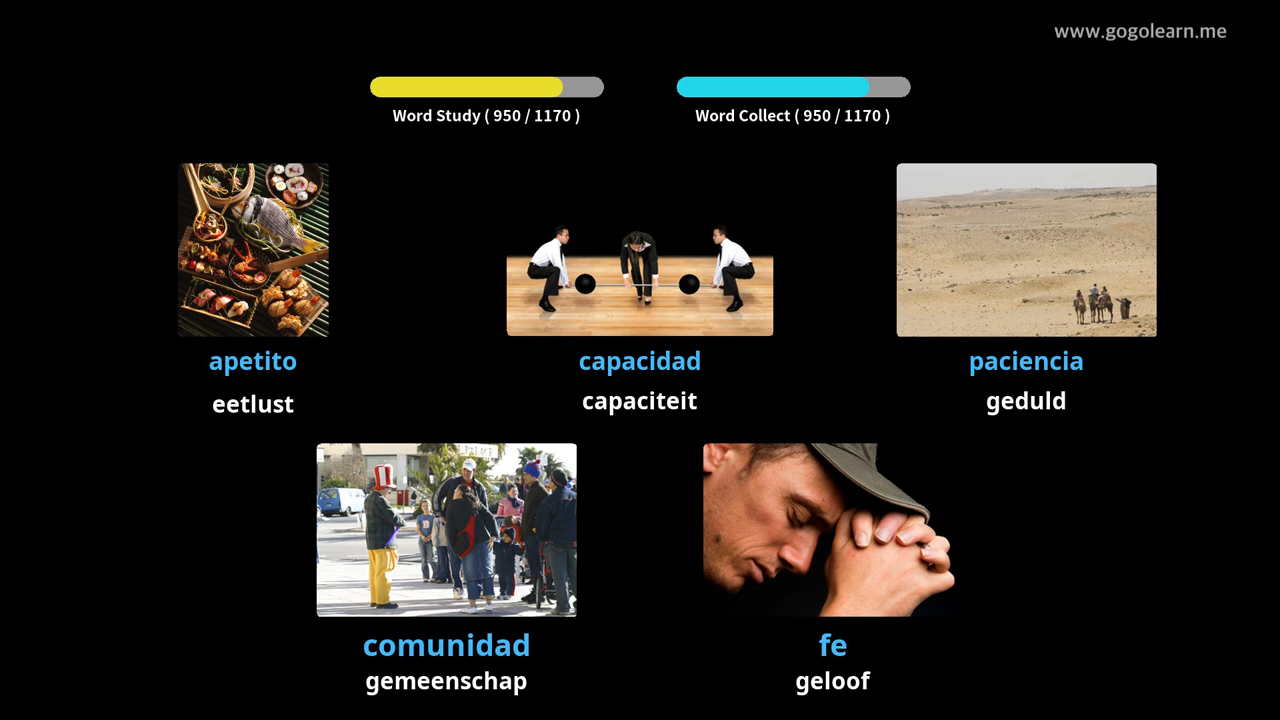 www.gogolearn.me
Word Study ( 950 / 1170 )
Word Collect ( 950 / 1170 )
apetito
capacidad
paciencia
eetlust
capaciteit
geduld
comunidad
fe
gemeenschap
geloof